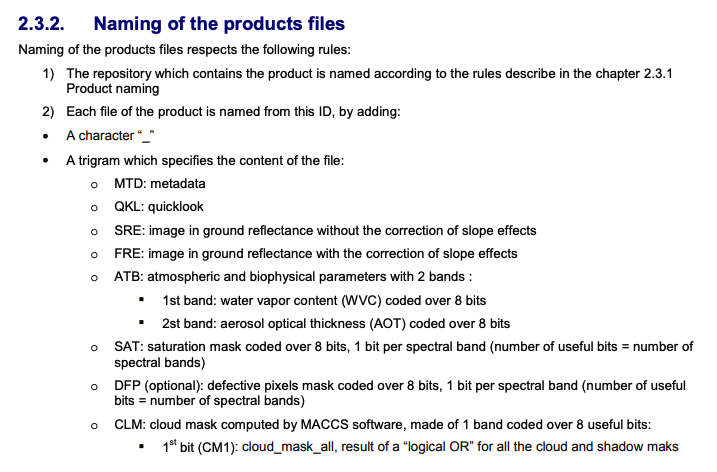 2.3.2. Naming of the products files
Naming of the products files respects the following rules:
1) The repository which contains the product is named according to the rules describe in the chapter 2.3.1
Product naming
2) Each file of the product is named from this ID, by adding:
• A character “_”
• A trigram which specifies the content of the file:
o MTD: metadata
o QKL: quicklook
o SRE: image in ground reflectance without the correction of slope effects
o FRE: image in ground reflectance with the correction of slope effects
o ATB: atmospheric and biophysical parameters with 2 bands :
▪ 1st band: water vapor content (WVC) coded over 8 bits
▪ 2st band: aerosol optical thickness (AOT) coded over 8 bits
o SAT: saturation mask coded over 8 bits, 1 bit per spectral band (number of useful bits = number of
spectral bands)
o DFP (optional): defective pixels mask coded over 8 bits, 1 bit per spectral band (number of useful
bits = number of spectral bands)
o CLM: cloud mask computed by MACCS software, made of 1 band coded over 8 useful bits:
▪ 1st bit (CM1): cloud_mask_all, result of a “logical OR” for all the cloud and shadow maks